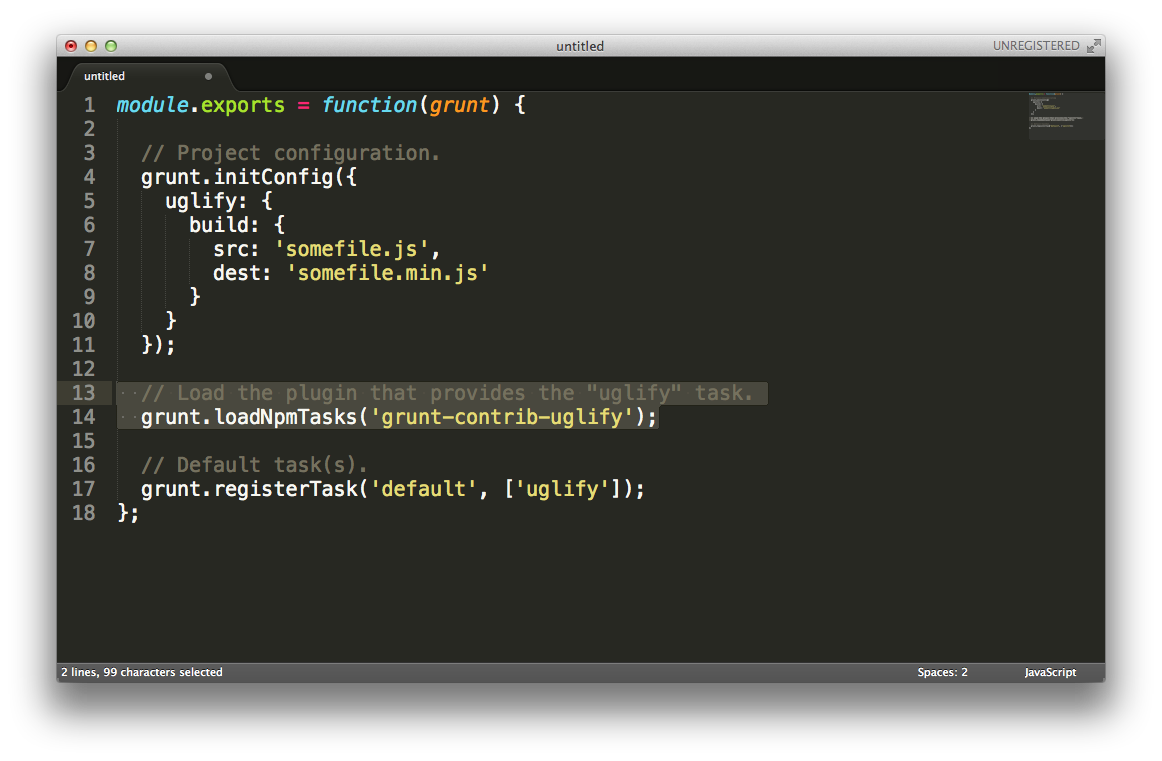 untitled
UNREGISTERED
untitled
1 module.exports = function(grunt) {
2
3   // Project configuration.
4   grunt.initConfig({
5     uglify: {
6       build: {
7         src: 'somefile.js',
8         dest: 'somefile.min.js'
9       }
10     }
11   });
12
13   // Load the plugin that provides the "uglify" task.
14   grunt.loadNpmTasks('grunt-contrib-uglify');
15
16   // Default task(s).
17   grunt.registerTask('default', ['uglify']);
18 };
2 lines, 99 characters selected
Spaces: 2
JavaScript